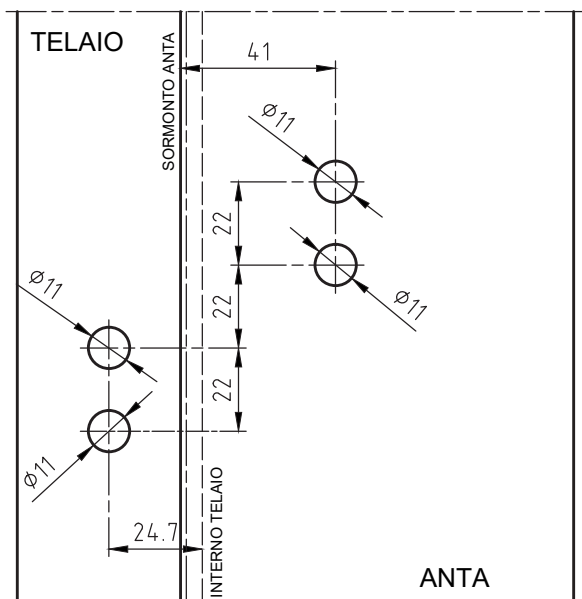 TELAIO
SORMONTO ANTA
41
ø11
22
ø11
22
ø11
22
ø11
24.7
INTERNO TELAIO
ANTA